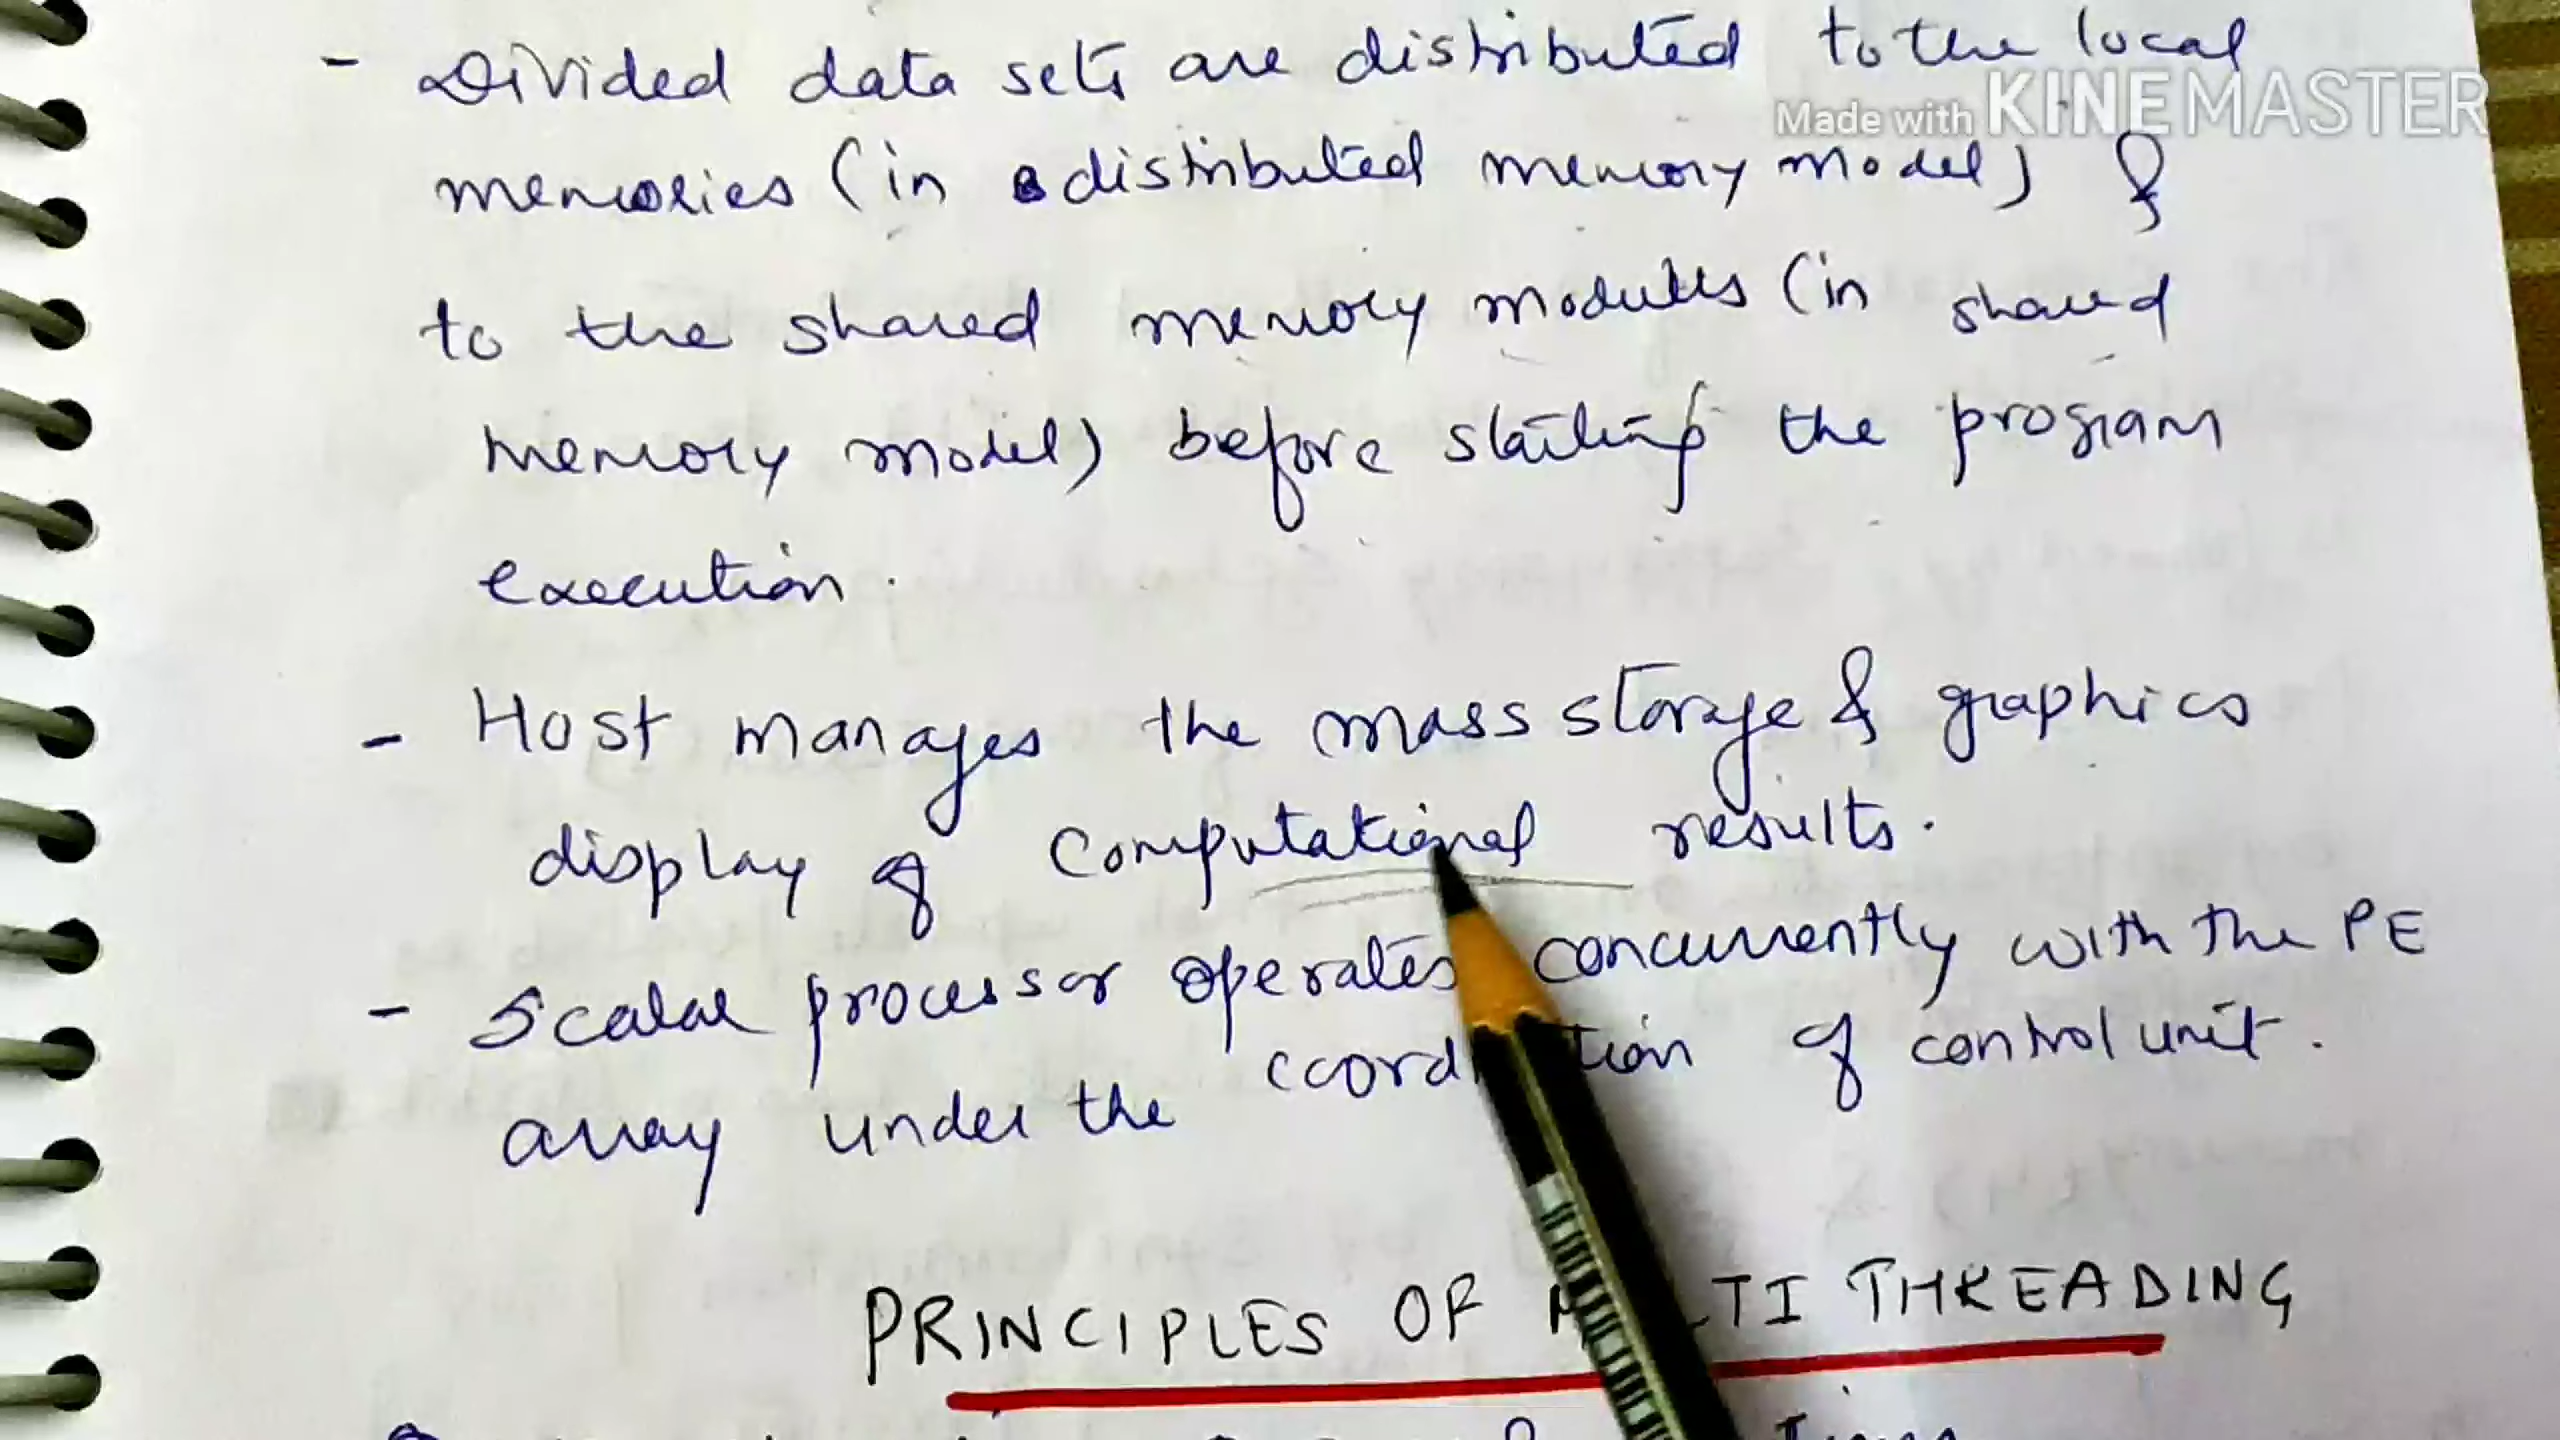 - Divided data sets are distributed to the local
Made with KINEMASTER
memories (in distributed memory model) &
to the shared memory modules (in shared
memory model) before starting the program
execution.
- Host manages the mass storage & graphics
display of Computational results.
- Scalar processor operates concurrently with the PE
array under the coordination of control unit.
PRINCIPLES OF MULTI THREADING